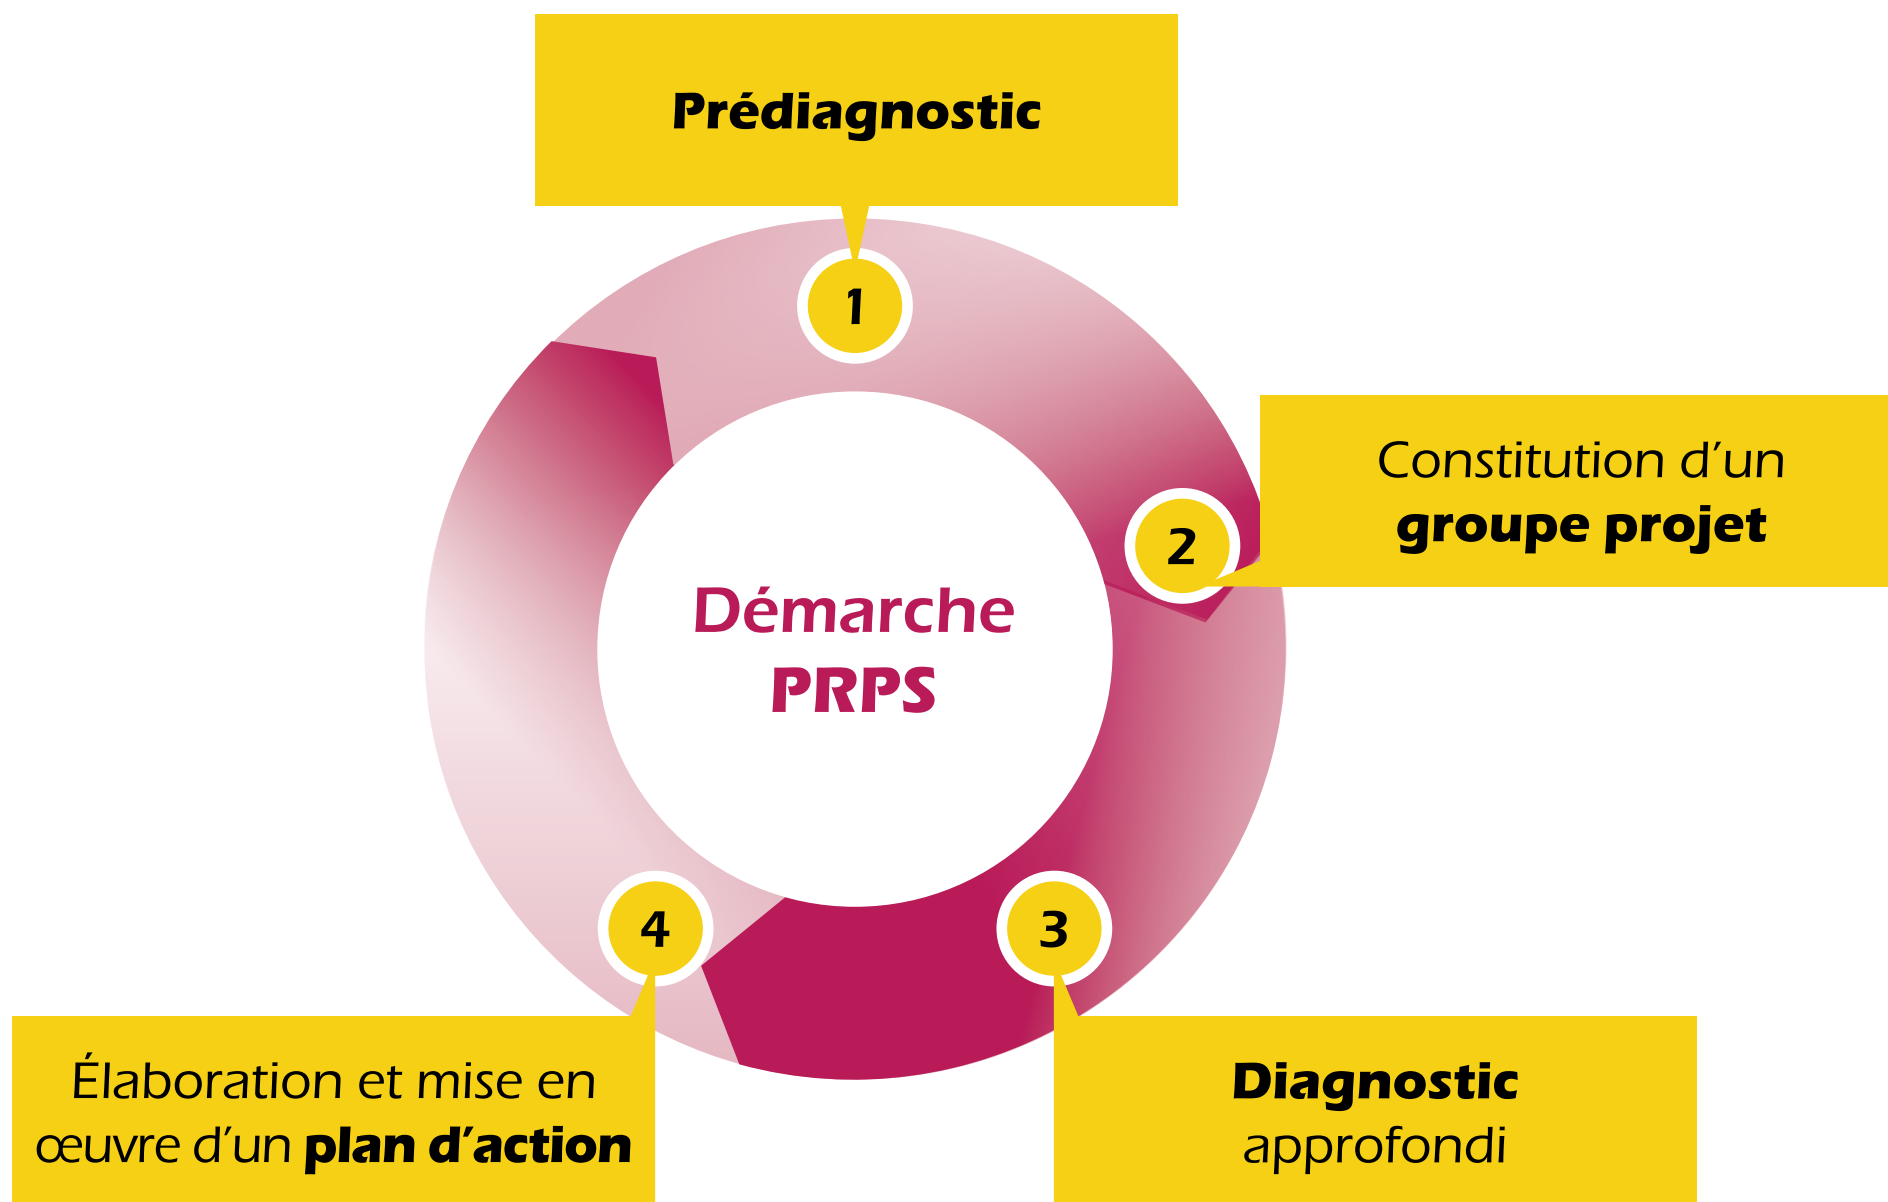 Prédiagnostic
1
Constitution d’un
groupe projet
2
Démarche
PRPS
3
Diagnostic
approfondi
4
Élaboration et mise en
œuvre d’un plan d’action